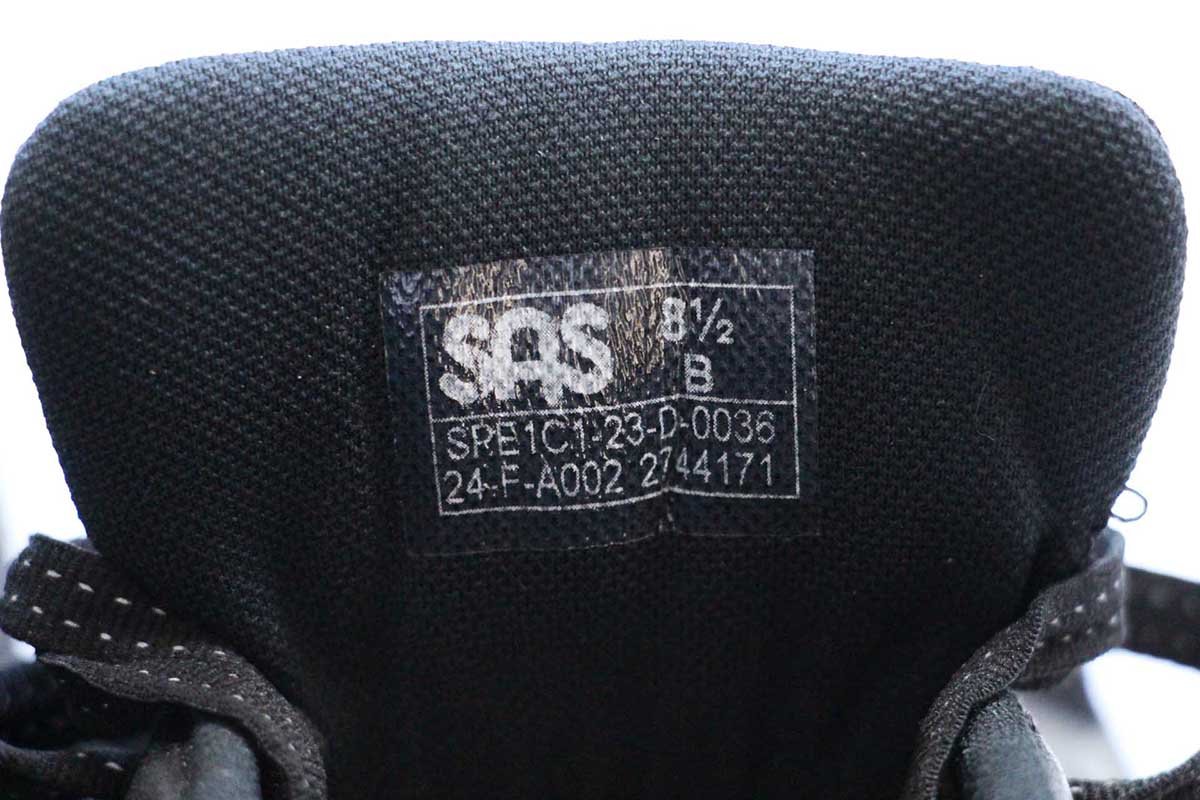 SAS 8½
B
SPE1C1-23-D-0036
24-F-A002 2744171